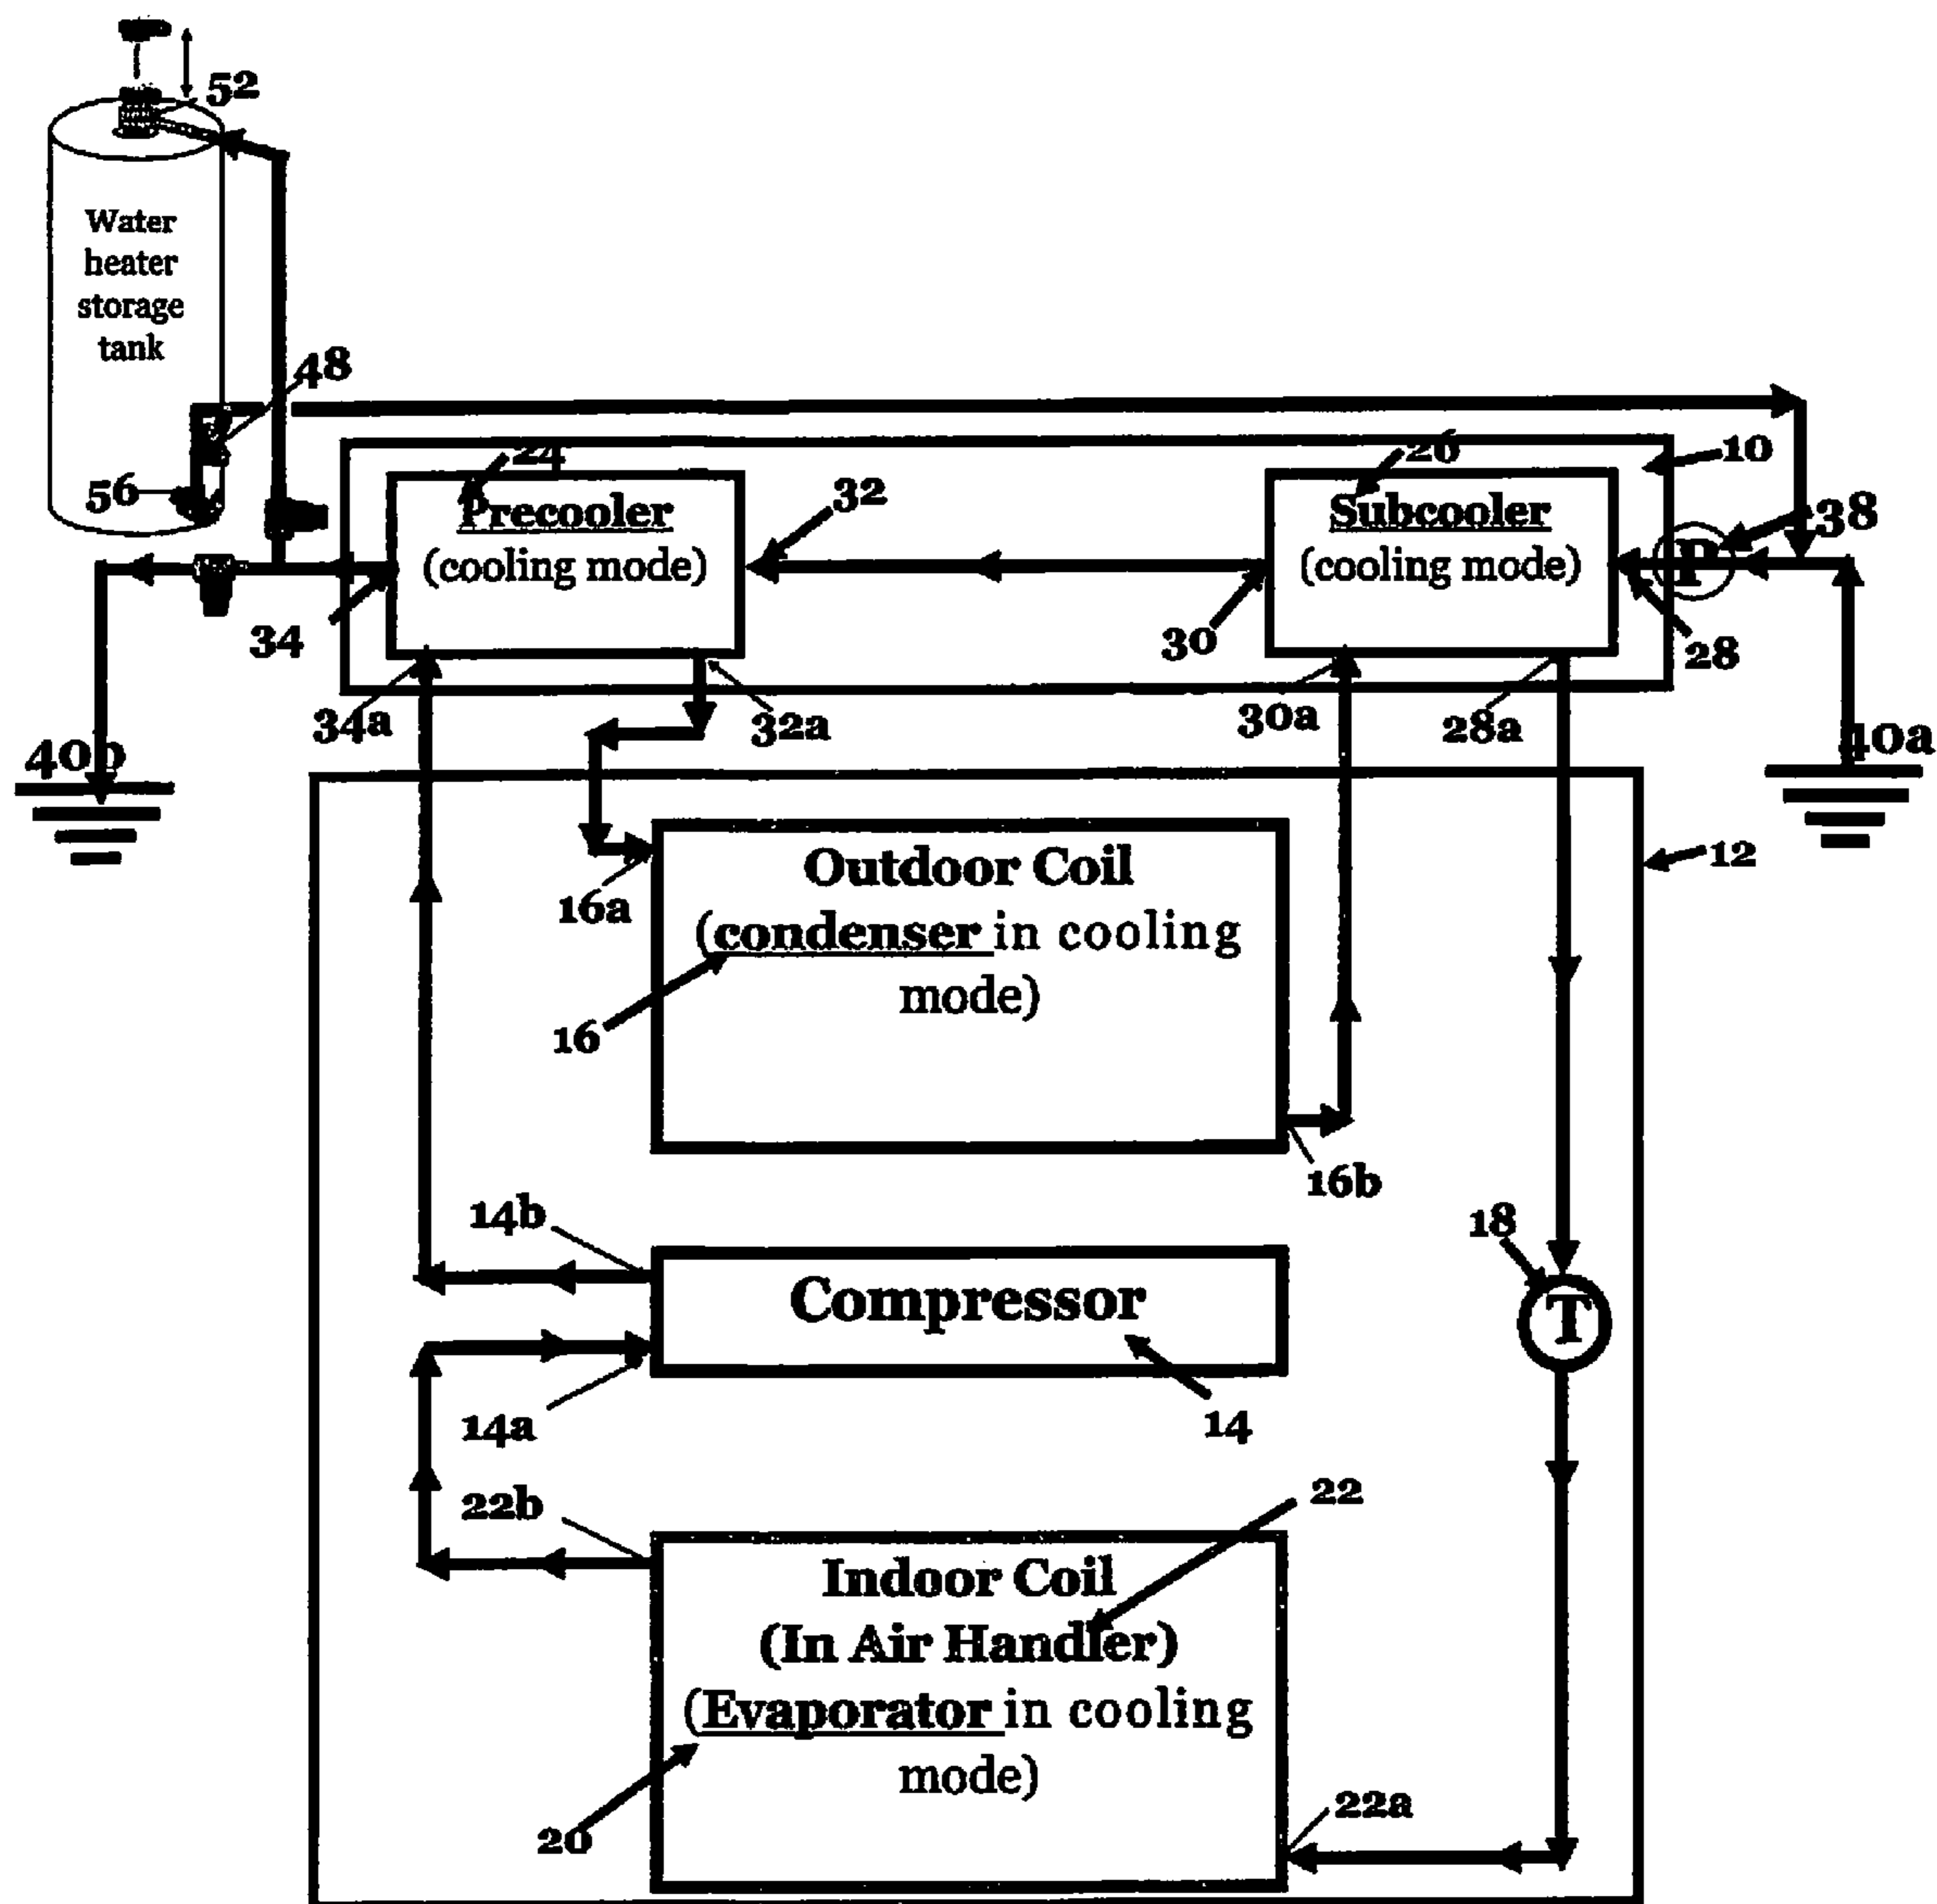 52
Water
heater
storage
tank
48
56
24
26
10
Precooler
(cooling mode)
32
Subcooler
(cooling mode)
P
38
34
30
28
34a
32a
30a
28a
40b
40a
Outdoor Coil
(condenser in cooling
mode)
12
16a
16
16b
14b
18
Compressor
T
14a
14
22b
22
Indoor Coil
(In Air Handler)
(Evaporator in cooling
mode)
20
22a